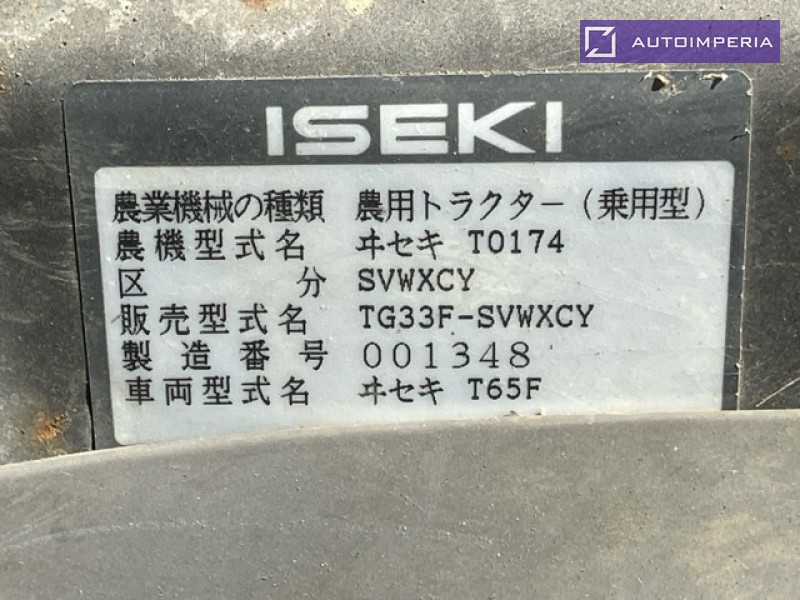 AUTOIMPERIA
ISEKI
農業機械の種類 農用トラクター(乗用型)
農機型式名 ヰセキ T0174
区分 SVWXCY
販売型式名 TG33F-SVWXCY
製造番号 001348
車両型式名 ヰセキ T65F